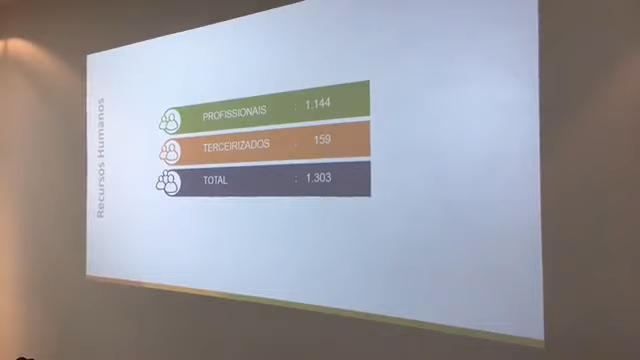 Recursos Humanos
PROFISSIONAIS : 1.144
TERCEIRIZADOS : 159
TOTAL : 1.303